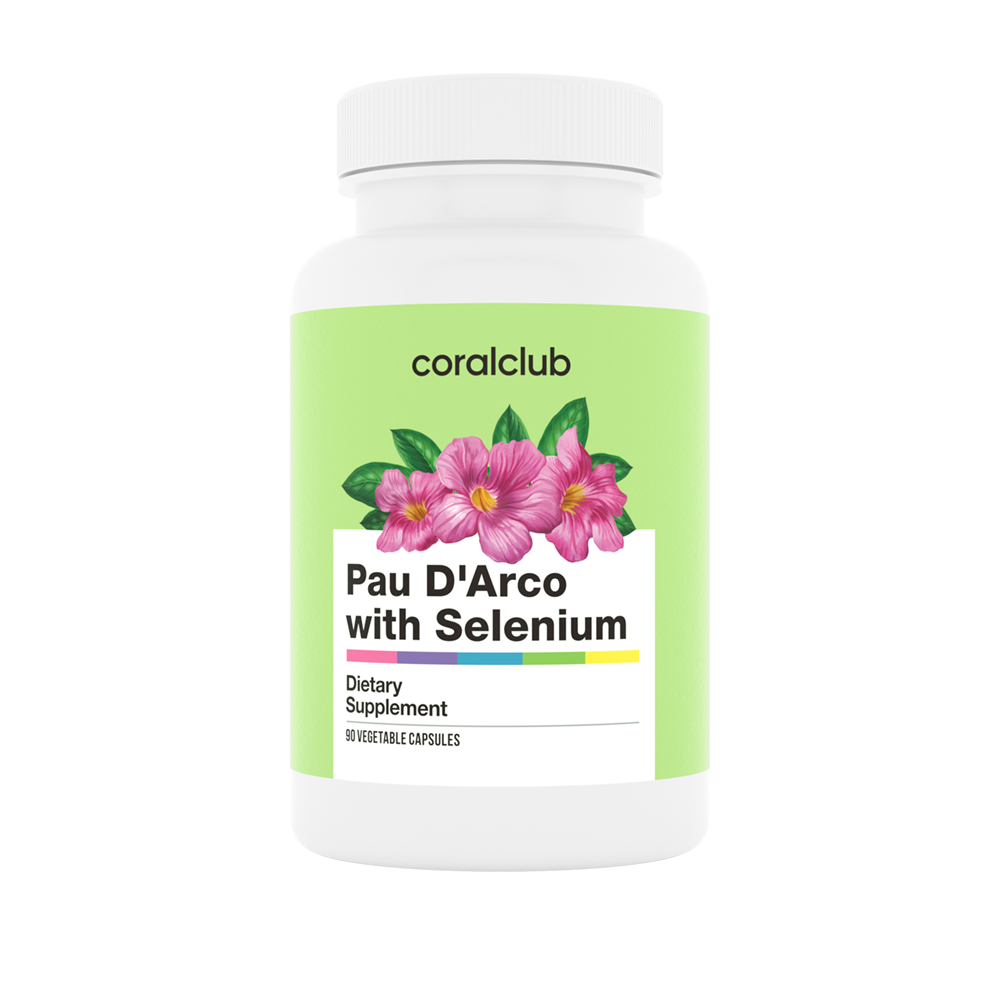 coralclub
Pau D'Arco
with Selenium
Dietary
Supplement
90 VEGETABLE CAPSULES